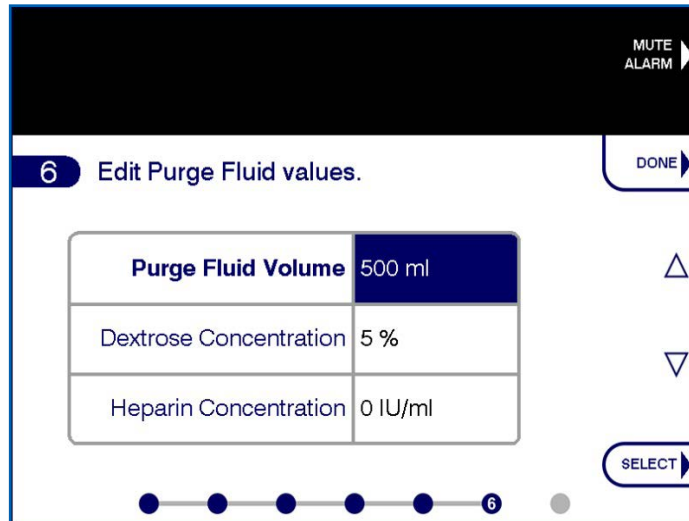 MUTE
ALARM
6 Edit Purge Fluid values.
DONE
Purge Fluid Volume 500 ml
Dextrose Concentration 5 %
Heparin Concentration 0 IU/ml
SELECT
6